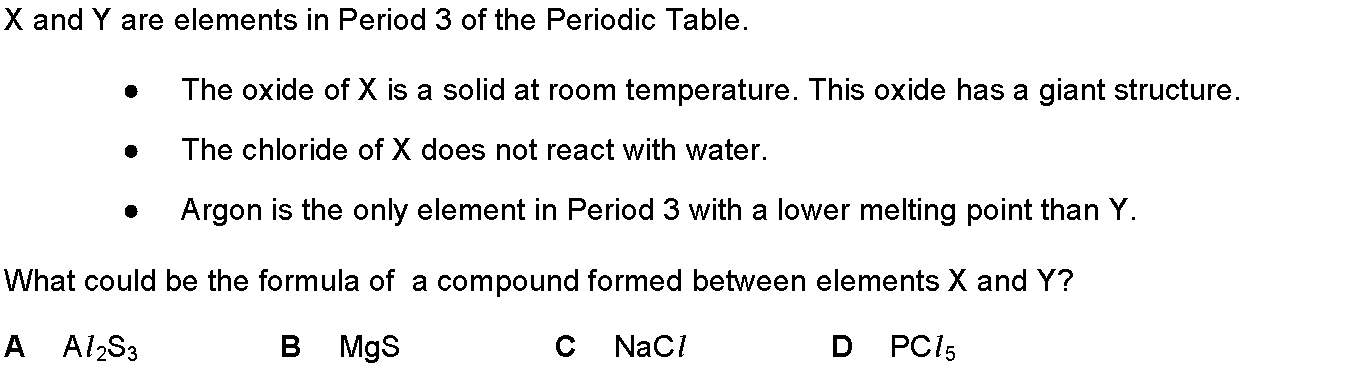 X and Y are elements in Period 3 of the Periodic Table.
● The oxide of X is a solid at room temperature. This oxide has a giant structure.
● The chloride of X does not react with water.
● Argon is the only element in Period 3 with a lower melting point than Y.
What could be the formula of a compound formed between elements X and Y?
A Al₂S₃ B MgS C NaCl D PCl₅